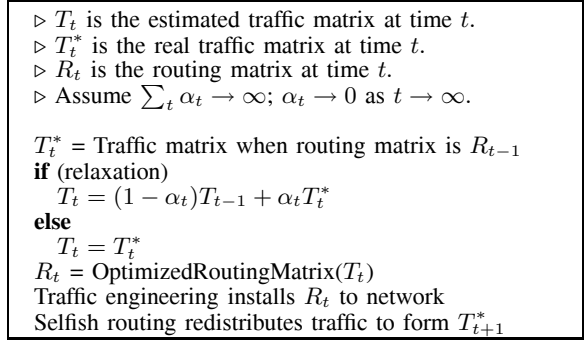 ▷ T_t is the estimated traffic matrix at time t.
▷ T_t^* is the real traffic matrix at time t.
▷ R_t is the routing matrix at time t.
▷ Assume ∑_t α_t → ∞; α_t → 0 as t → ∞.
T_t^* = Traffic matrix when routing matrix is R_{t−1}
if (relaxation)
T_t = (1 − α_t)T_{t−1} + α_tT_t^*
else
T_t = T_t^*
R_t = OptimizedRoutingMatrix(T_t)
Traffic engineering installs R_t to network
Selfish routing redistributes traffic to form T_{t+1}^*